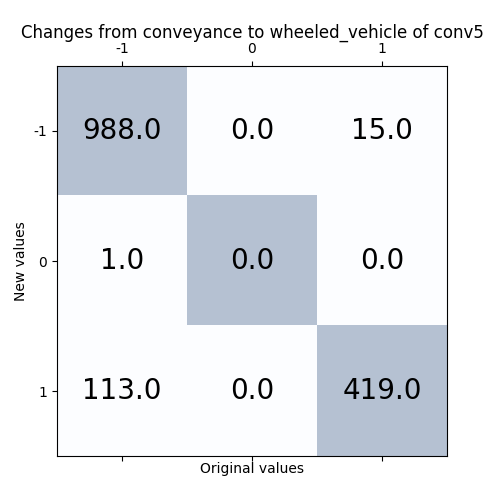 Changes from conveyance to wheeled_vehicle of conv5
-1 0 1
-1 988.0 0.0 15.0
0 1.0 0.0 0.0
1 113.0 0.0 419.0
New values
Original values